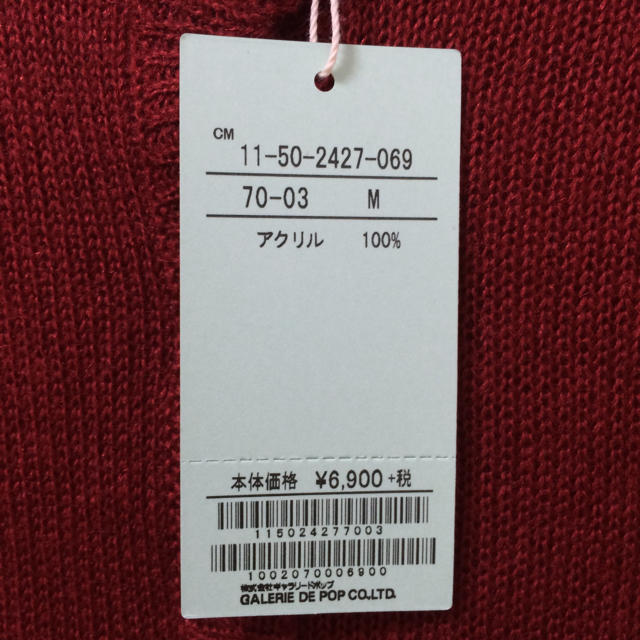 CM
11-50-2427-069
70-03 M
アクリル 100%
本体価格 ¥6,900 +税
115024277003
1002070006900
株式会社ギャラリードポップ
GALERIE DE POP CO.LTD.